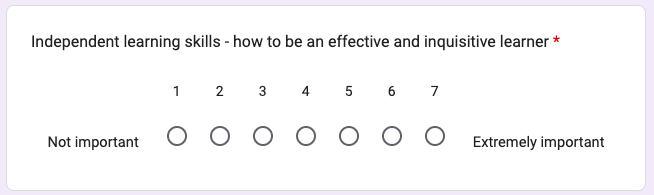 Independent learning skills - how to be an effective and inquisitive learner *
1 2 3 4 5 6 7
Not important Extremely important